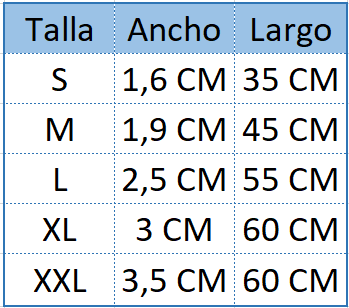 Talla Ancho Largo
S 1,6 CM 35 CM
M 1,9 CM 45 CM
L 2,5 CM 55 CM
XL 3 CM 60 CM
XXL 3,5 CM 60 CM